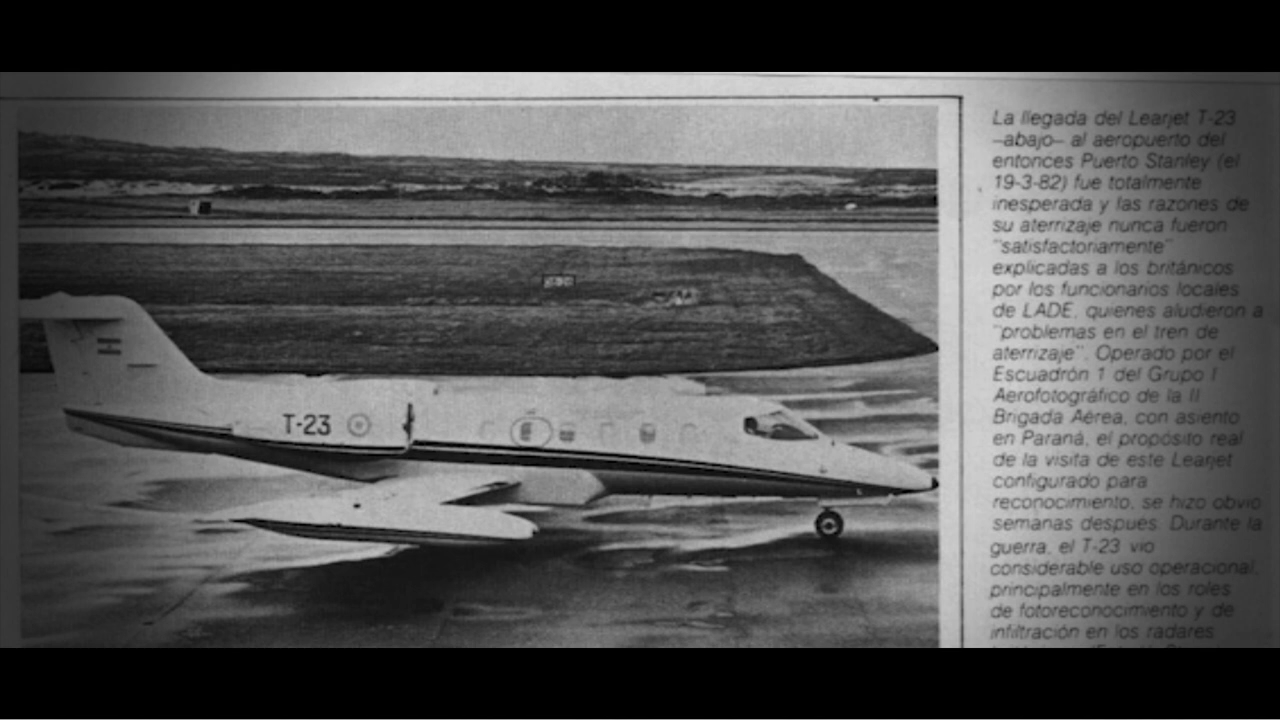 T-23
La llegada del Learjet T-23
–abajo– al aeropuerto del
entonces Puerto Stanley (el
19-3-82) fue totalmente
inesperada y las razones de
su aterrizaje nunca fueron
"satisfactoriamente"
explicadas a los británicos
por los funcionarios locales
de LADE, quienes aludieron a
"problemas en el tren de
aterrizaje". Operado por el
Escuadrón 1 del Grupo I
Aerofotográfico de la II
Brigada Aérea, con asiento
en Paraná, el propósito real
de la visita de este Learjet
configurado para
reconocimiento, se hizo obvio
semanas después. Durante la
guerra, el T-23 vio
considerable uso operacional,
principalmente en los roles
de fotoreconocimiento y de
infiltración en los radares